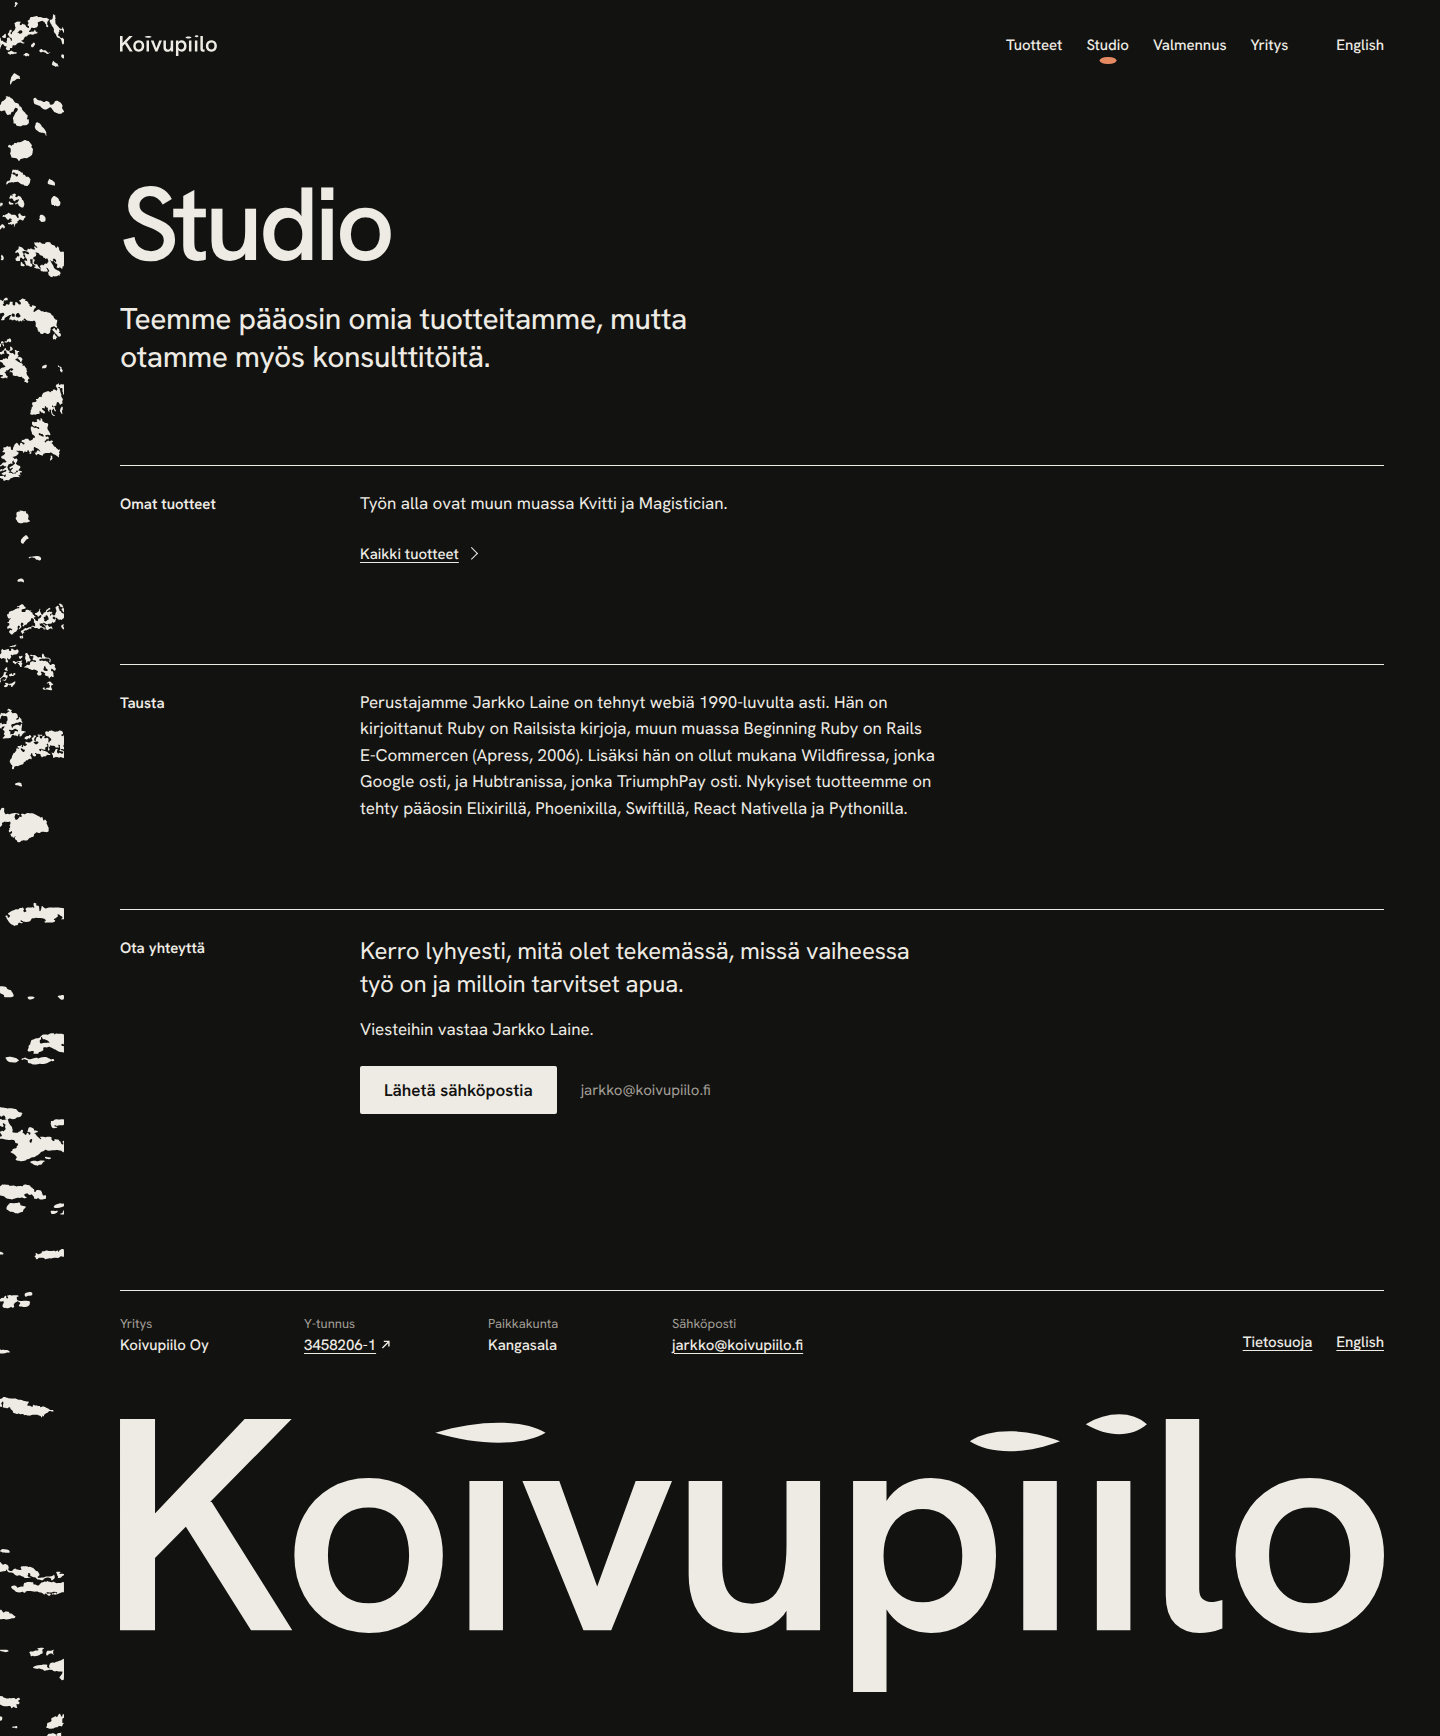 Koivupiilo
Tuotteet Studio Valmennus Yritys English
Studio
Teemme pääosin omia tuotteitamme, mutta
otamme myös konsulttitöitä.
Omat tuotteet
Työn alla ovat muun muassa Kvitti ja Magistician.
Kaikki tuotteet
Tausta
Perustajamme Jarkko Laine on tehnyt webiä 1990-luvulta asti. Hän on
kirjoittanut Ruby on Railsista kirjoja, muun muassa Beginning Ruby on Rails
E-Commercen (Apress, 2006). Lisäksi hän on ollut mukana Wildfiressa, jonka
Google osti, ja Hubtranissa, jonka TriumphPay osti. Nykyiset tuotteemme on
tehty pääosin Elixirillä, Phoenixilla, Swiftillä, React Nativella ja Pythonilla.
Ota yhteyttä
Kerro lyhyesti, mitä olet tekemässä, missä vaiheessa
työ on ja milloin tarvitset apua.
Viesteihin vastaa Jarkko Laine.
Lähetä sähköpostia jarkko@koivupiilo.fi
Yritys Y-tunnus Paikkakunta Sähköposti
Koivupiilo Oy 3458206-1 Kangasala jarkko@koivupiilo.fi Tietosuoja English
Koivupiilo